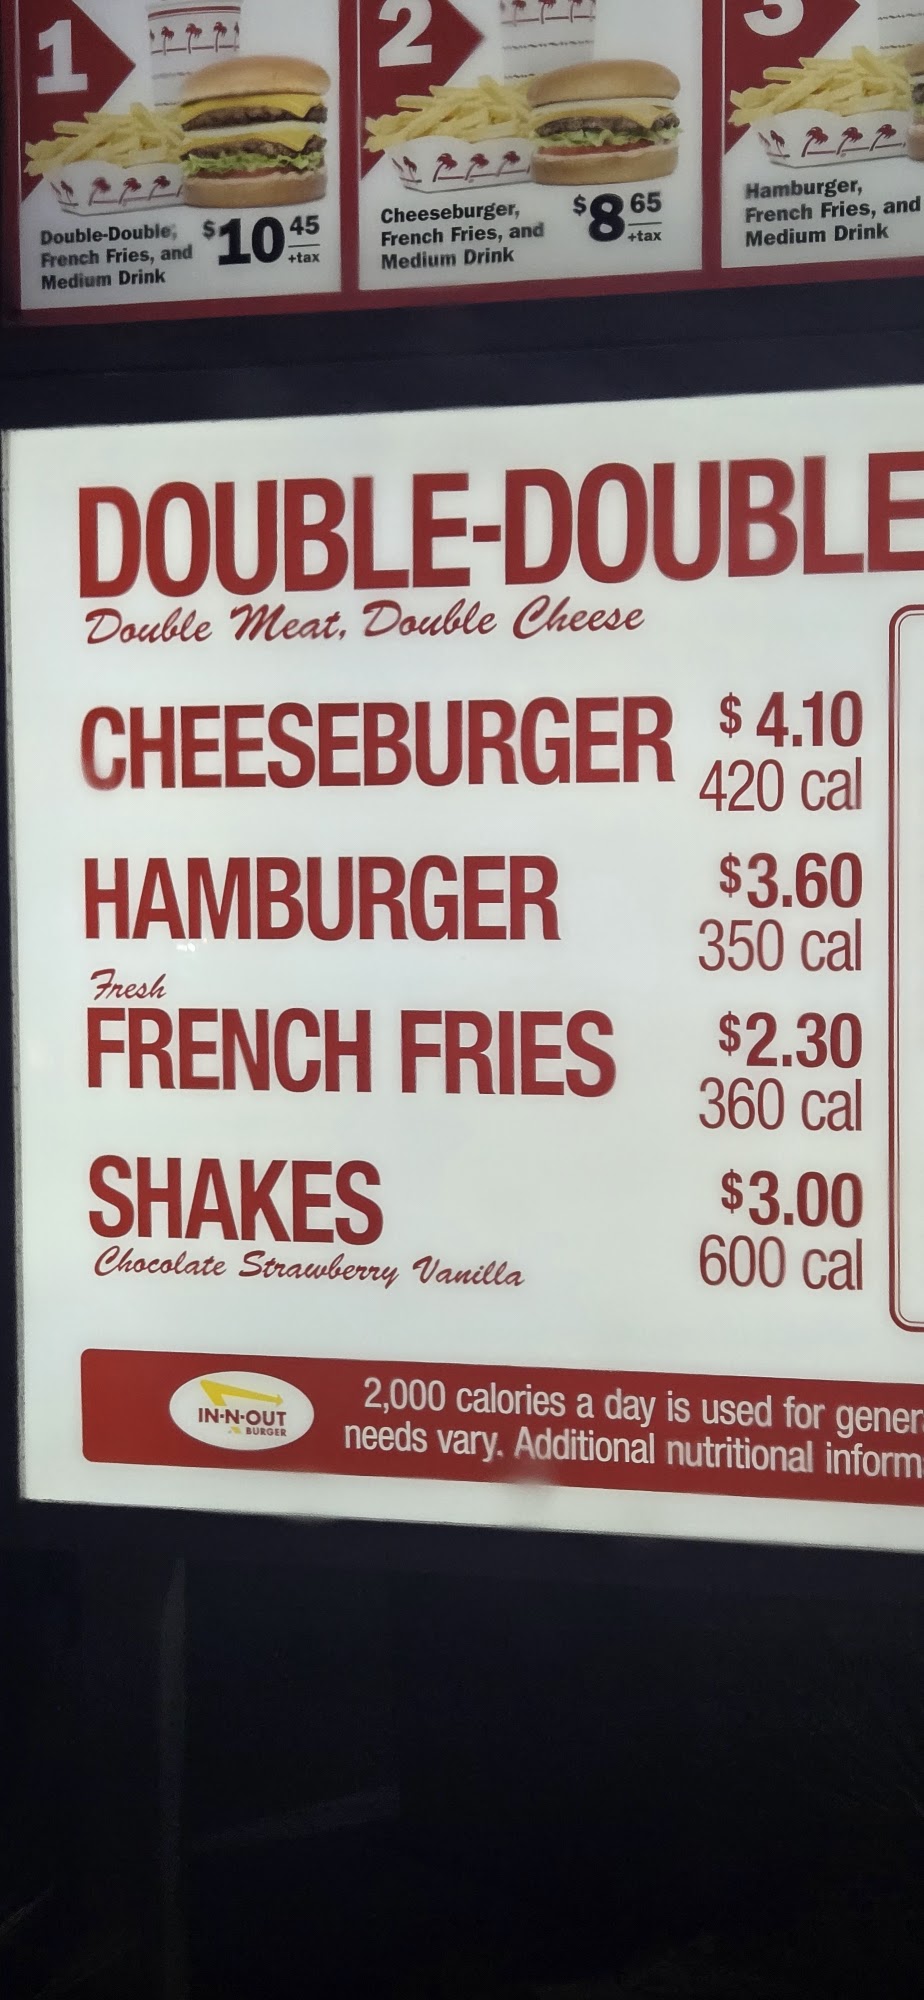 1
Double-Double,
French Fries, and
Medium Drink
$10 45
+tax
2
Cheeseburger,
French Fries, and
Medium Drink
$8 65
+tax
3
Hamburger,
French Fries, and
Medium Drink
DOUBLE-DOUBLE
Double Meat, Double Cheese
CHEESEBURGER $4.10
420 cal
HAMBURGER $3.60
350 cal
Fresh
FRENCH FRIES $2.30
360 cal
SHAKES $3.00
Chocolate Strawberry Vanilla 600 cal
IN-N-OUT
BURGER
2,000 calories a day is used for gener
needs vary. Additional nutritional inform